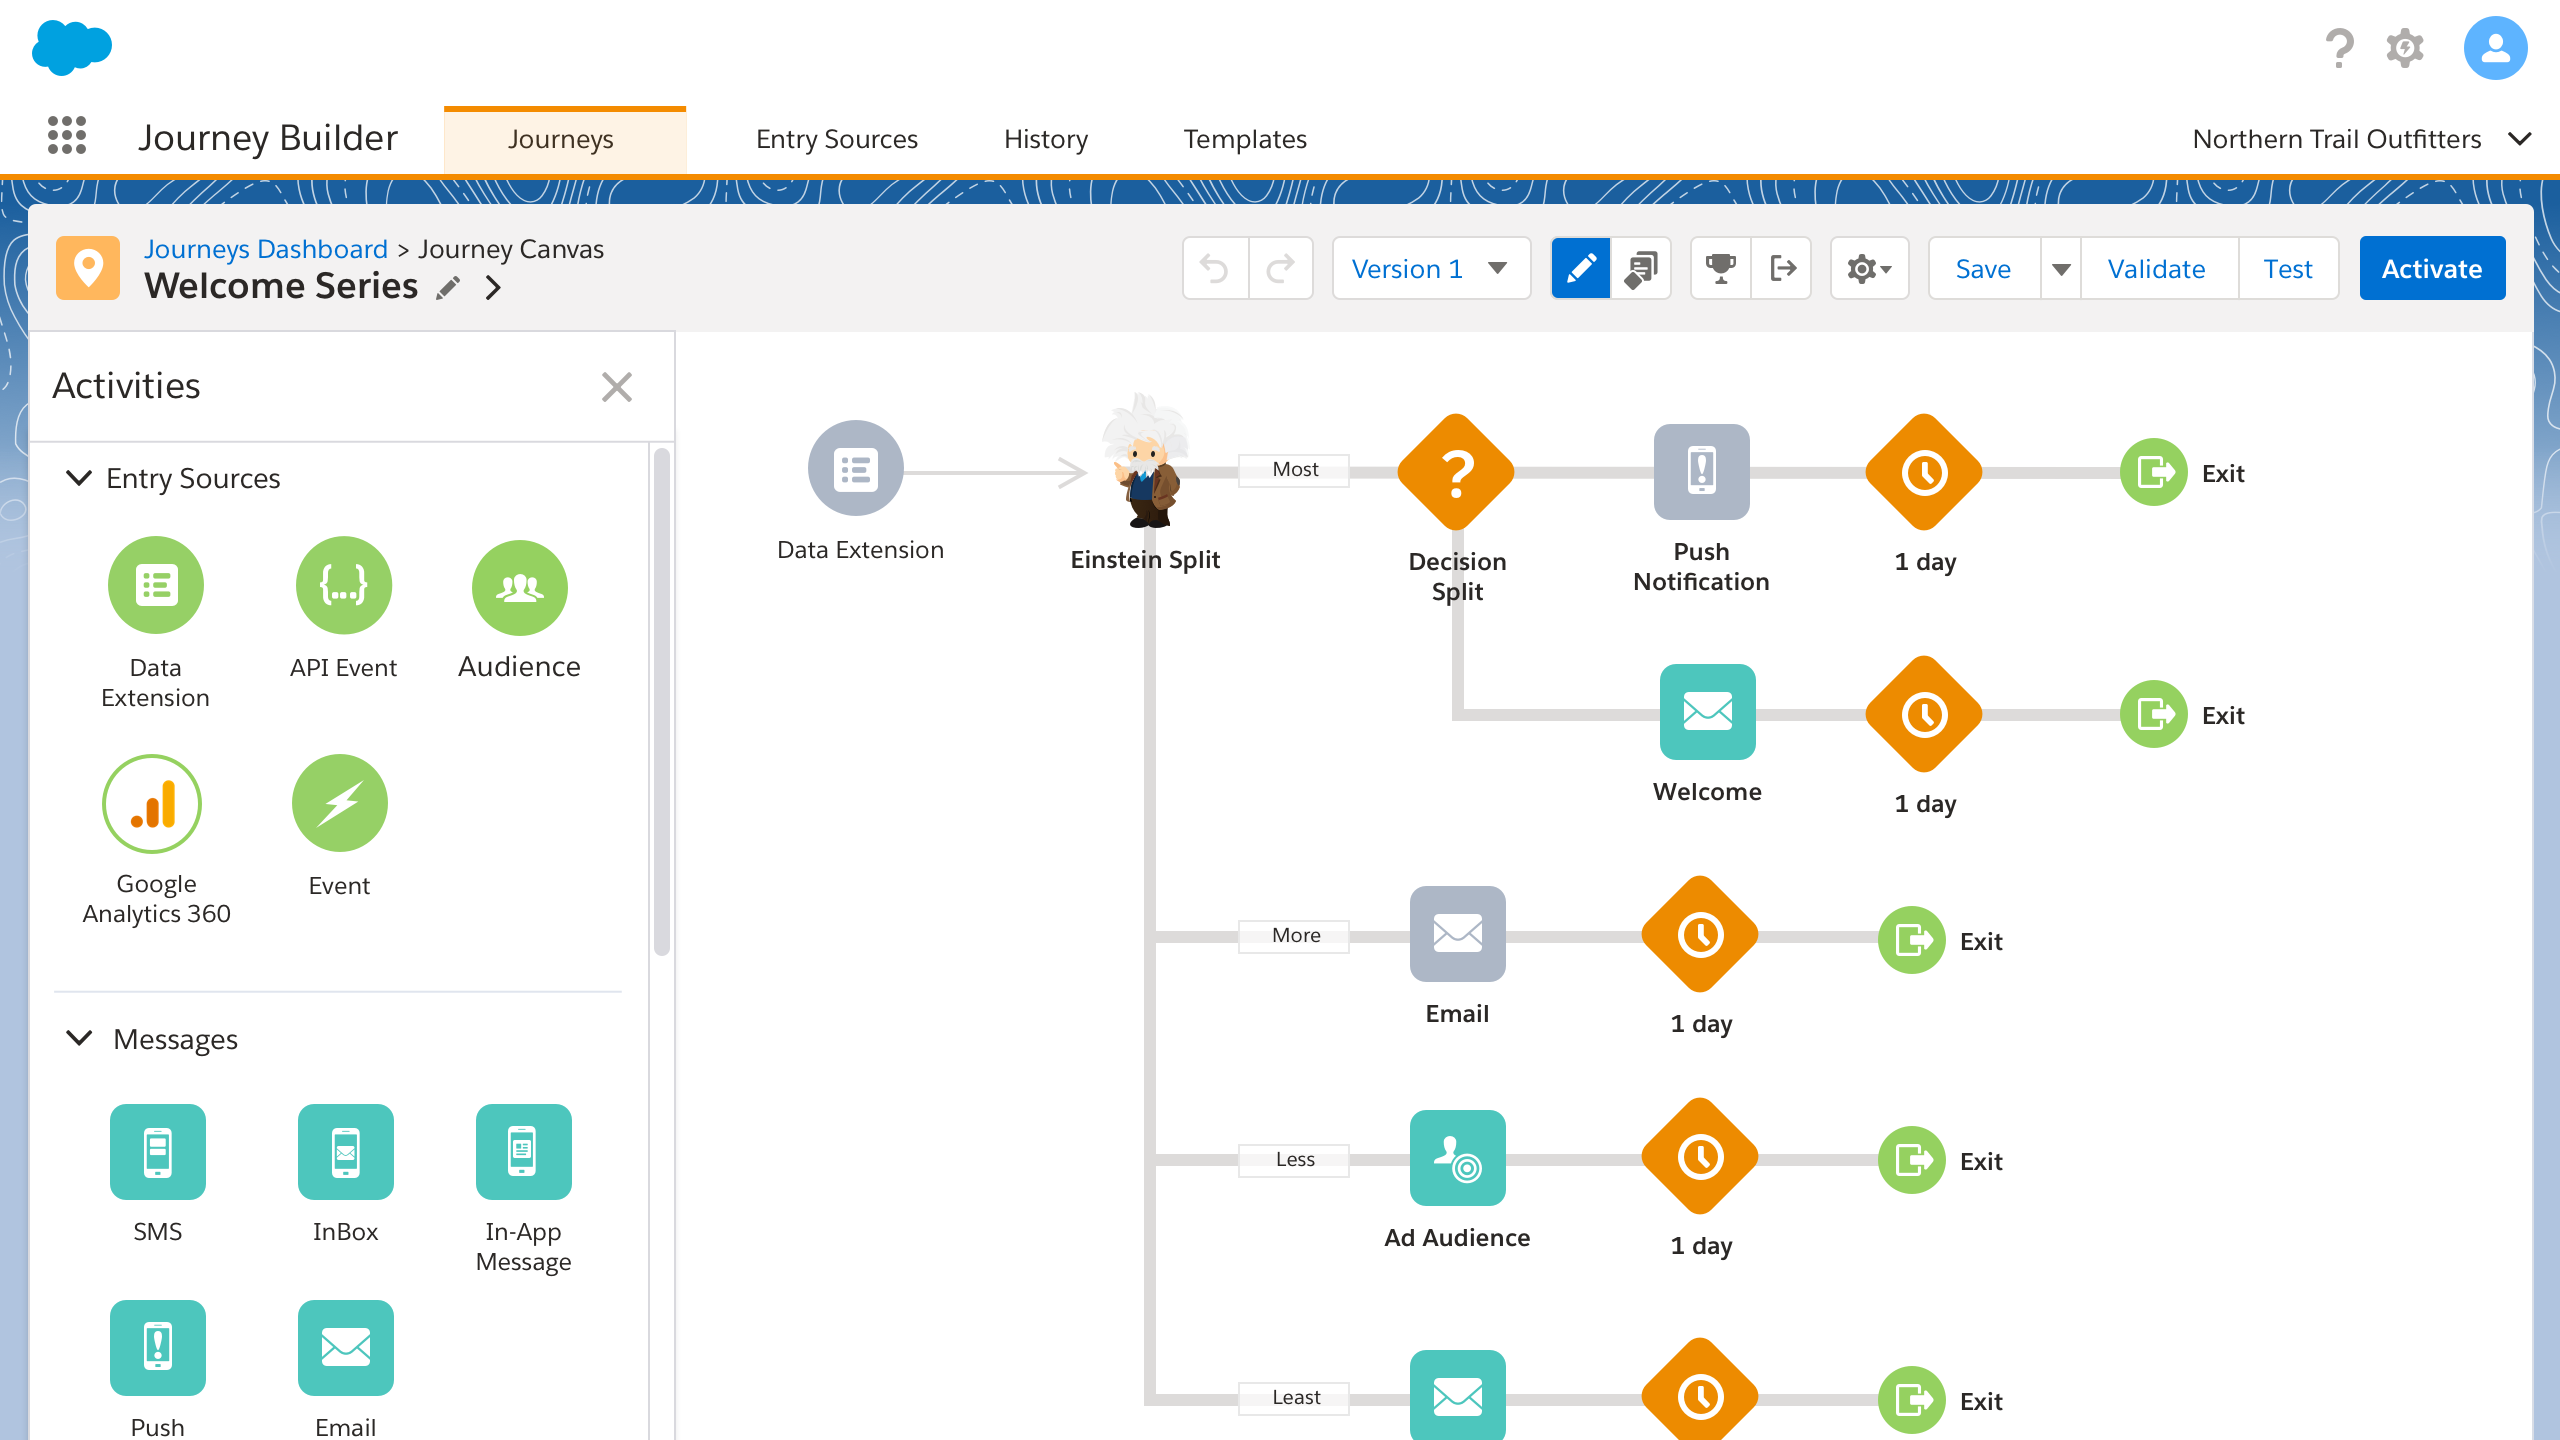 Journey Builder
Journeys
Entry Sources
History
Templates
Northern Trail Outfitters
Journeys Dashboard > Journey Canvas
Welcome Series
Version 1
Save
Validate
Test
Activate
Activities
Entry Sources
Data
Extension
API Event
Audience
Google
Analytics 360
Event
Messages
SMS
InBox
In-App
Message
Push
Email
Data Extension
Einstein Split
Most
Decision
Split
Push
Notification
1 day
Exit
Welcome
1 day
Exit
More
Email
1 day
Exit
Less
Ad Audience
1 day
Exit
Least
Exit